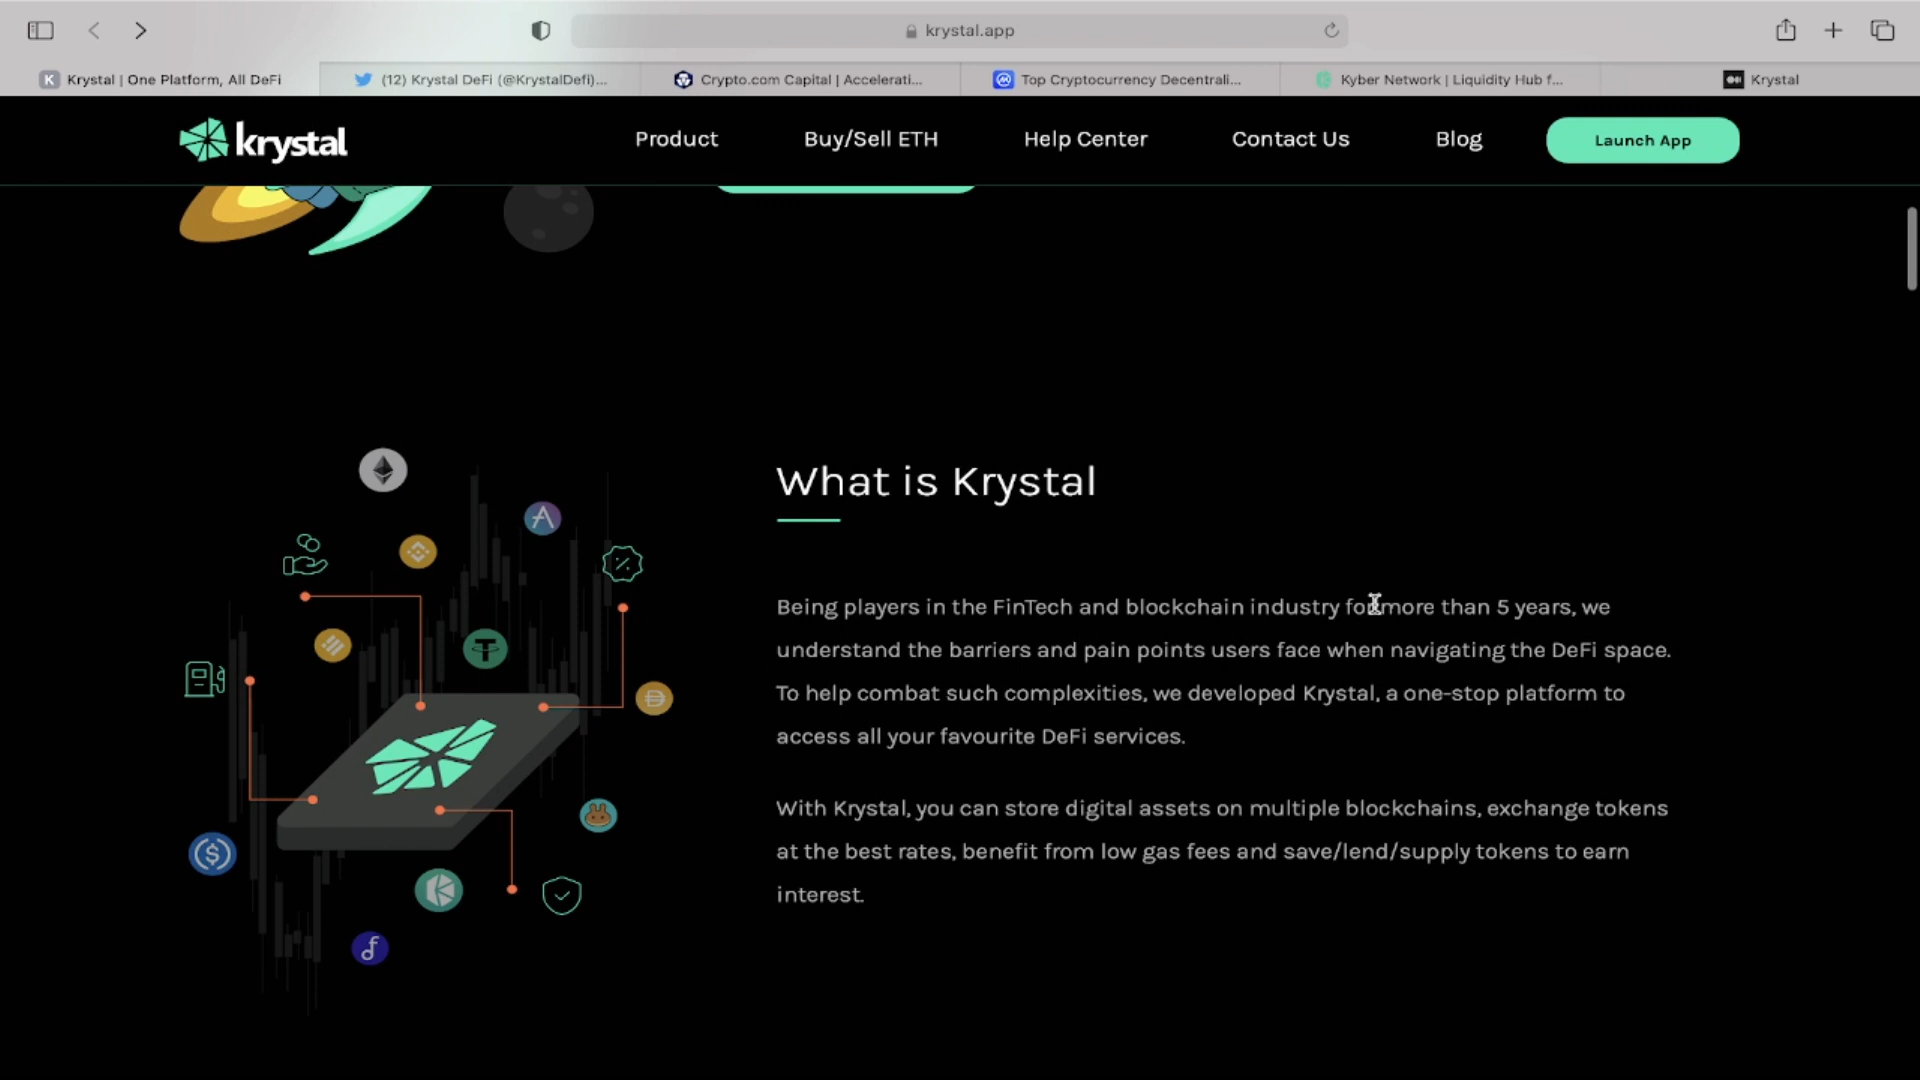 krystal.app
Krystal | One Platform, All DeFi
(12) Krystal DeFi (@KrystalDefi)...
Crypto.com Capital | Accelerati...
Top Cryptocurrency Decentrali...
Kyber Network | Liquidity Hub f...
Krystal
krystal
Product
Buy/Sell ETH
Help Center
Contact Us
Blog
Launch App
What is Krystal
Being players in the FinTech and blockchain industry for more than 5 years, we
understand the barriers and pain points users face when navigating the DeFi space.
To help combat such complexities, we developed Krystal, a one-stop platform to
access all your favourite DeFi services.
With Krystal, you can store digital assets on multiple blockchains, exchange tokens
at the best rates, benefit from low gas fees and save/lend/supply tokens to earn
interest.